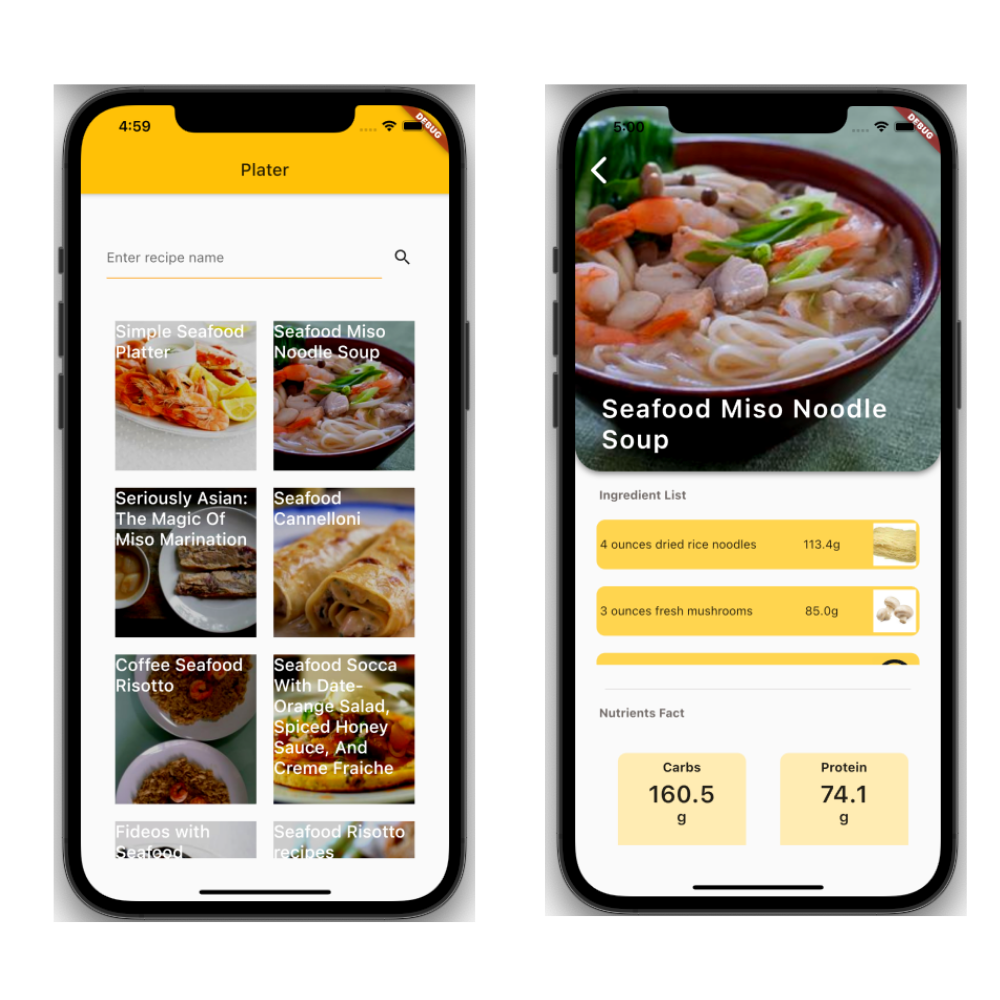 4:59
DEBUG
Plater
Enter recipe name
Simple Seafood
Platter
Seafood Miso
Noodle Soup
Seriously Asian:
The Magic Of
Miso Marination
Seafood
Cannelloni
Coffee Seafood
Risotto
Seafood Socca
With Date-
Orange Salad,
Spiced Honey
Sauce, And
Creme Fraiche
Fideos with
Seafood
Seafood Risotto
recipes
5:00
DEBUG
Seafood Miso Noodle
Soup
Ingredient List
4 ounces dried rice noodles 113.4g
3 ounces fresh mushrooms 85.0g
Nutrients Fact
Carbs
160.5
g
Protein
74.1
g